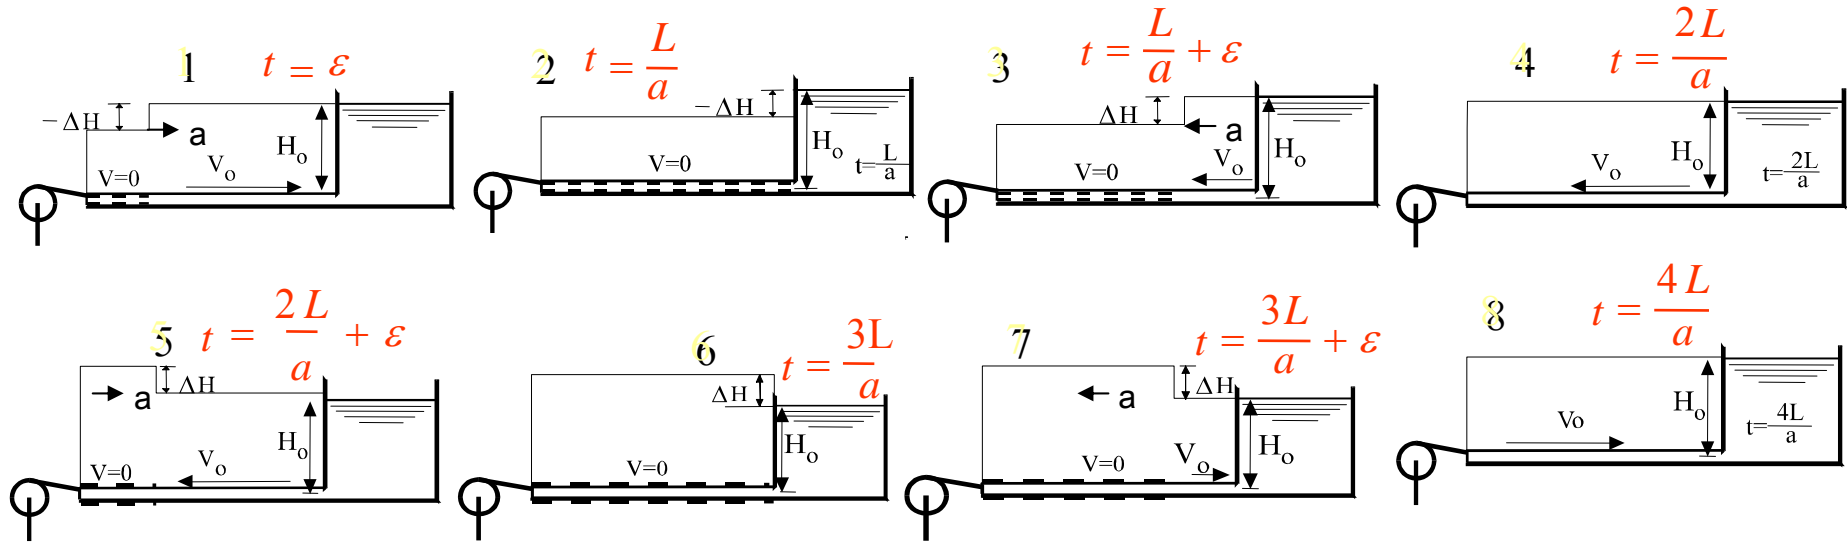 1 t = ε
−ΔH
a
H₀
V₀
V=0
2 t = L/a
−ΔH
H₀
t=L/a
V=0
3 t = L/a + ε
ΔH
a
H₀
V₀
V=0
4 t = 2L/a
H₀
V₀
t=2L/a
5 t = 2L/a + ε
ΔH
a
H₀
V₀
V=0
6 t = 3L/a
ΔH
H₀
V=0
7 t = 3L/a + ε
ΔH
a
H₀
V₀
V=0
8 t = 4L/a
H₀
Vo
t=4L/a